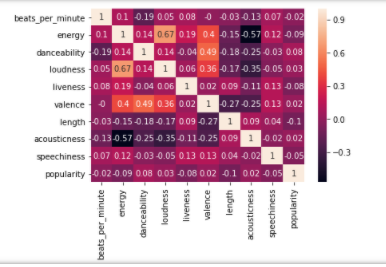 beats_per_minute 1 0.1 -0.19 0.05 0.08 -0 -0.03 -0.13 0.07 -0.02
energy 0.1 1 0.14 0.67 0.19 0.4 -0.15 -0.57 0.12 -0.09
danceability -0.19 0.14 1 0.14 -0.04 0.49 -0.18 -0.25 -0.03 0.08
loudness 0.05 0.67 0.14 1 0.06 0.36 -0.17 -0.35 -0.05 0.03
liveness 0.08 0.19 -0.04 0.06 1 0.02 0.09 -0.11 0.13 -0.08
valence -0 0.4 0.49 0.36 0.02 1 -0.27 -0.25 0.13 0.02
length -0.03 -0.15 -0.18 -0.17 0.09 -0.27 1 0.09 0.04 -0.1
acousticness -0.13 -0.57 -0.25 -0.35 -0.11 -0.25 0.09 1 -0.02 0.02
speechiness 0.07 0.12 -0.03 -0.05 0.13 0.13 0.04 -0.02 1 -0.05
popularity -0.02 -0.09 0.08 0.03 -0.08 0.02 -0.1 0.02 -0.05 1
beats_per_minute
energy
danceability
loudness
liveness
valence
length
acousticness
speechiness
popularity
0.9
0.6
0.3
0.0
-0.3